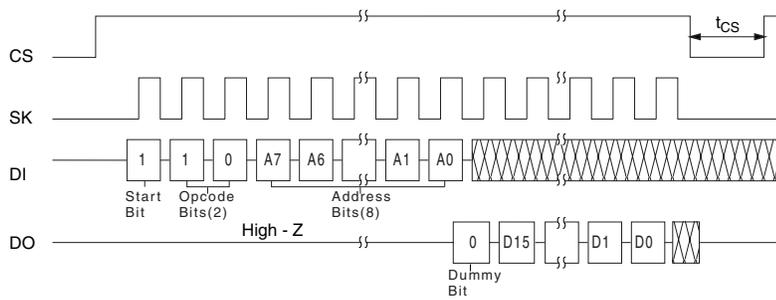 CS tCS
SK
DI 1 1 0 A7 A6 A1 A0
Start Bit Opcode Bits(2) Address Bits(8)
High - Z
DO 0 D15 D1 D0
Dummy Bit